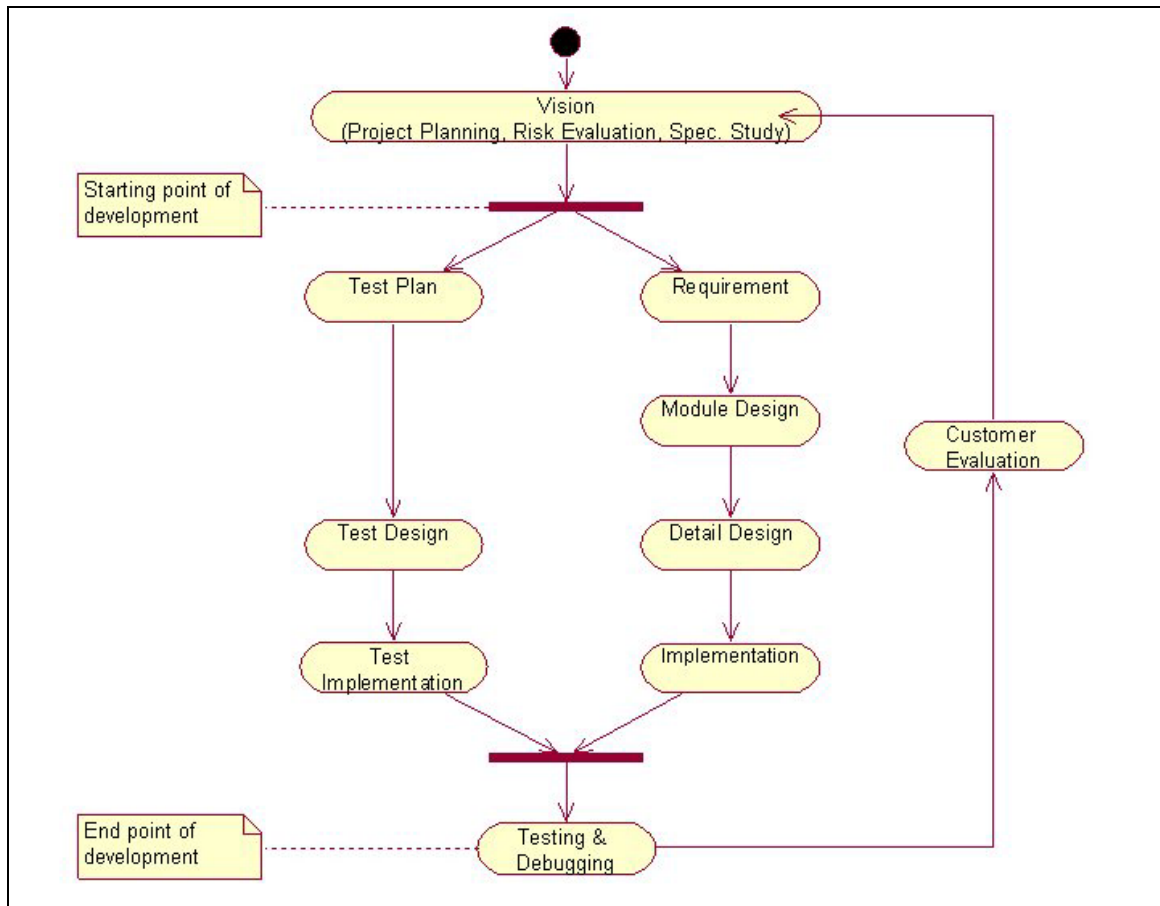 Vision
(Project Planning, Risk Evaluation, Spec. Study)
Starting point of
development
Test Plan
Requirement
Module Design
Customer
Evaluation
Test Design
Detail Design
Test
Implementation
Implementation
End point of
development
Testing &
Debugging